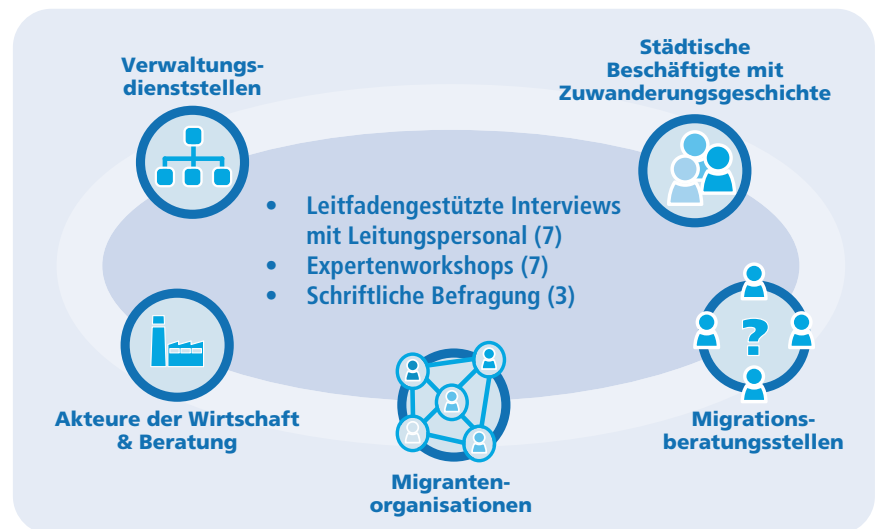 Verwaltungs-
dienststellen
Städtische
Beschäftigte mit
Zuwanderungsgeschichte
• Leitfadengestützte Interviews
mit Leitungspersonal (7)
• Expertenworkshops (7)
• Schriftliche Befragung (3)
?
Akteure der Wirtschaft
& Beratung
Migranten-
organisationen
Migrations-
beratungsstellen